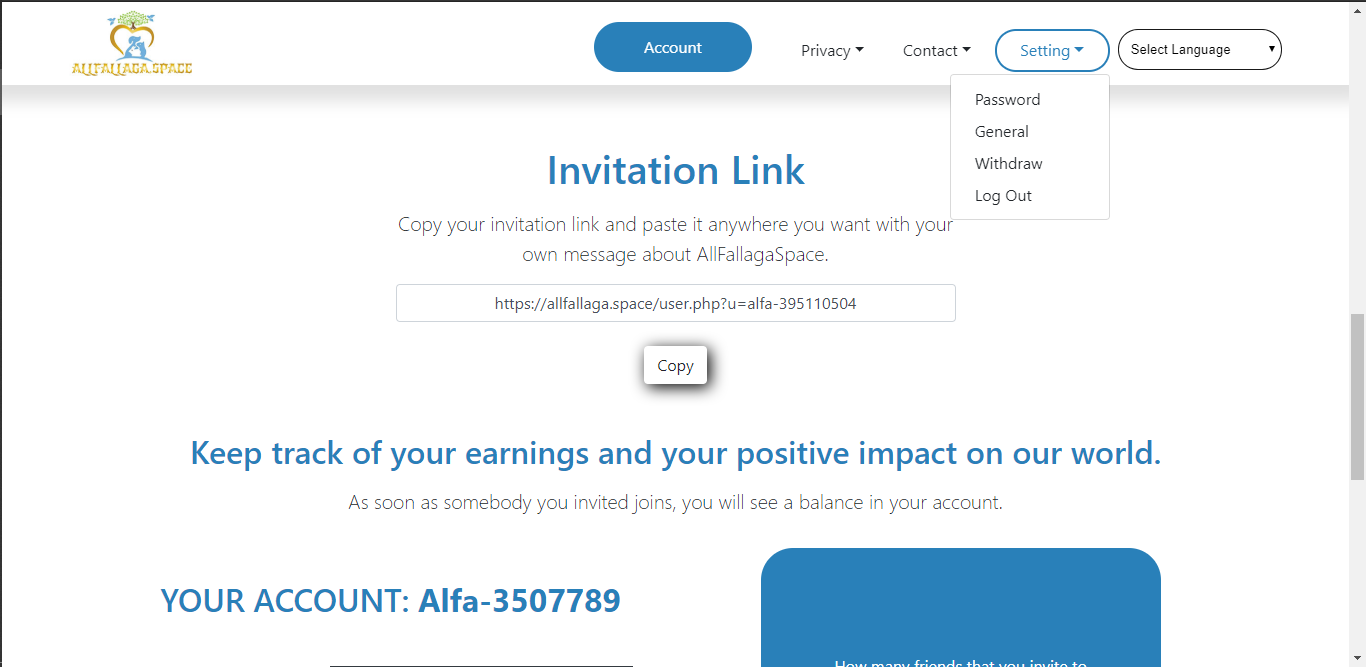 ALLFALLAGA.SPACE
Account
Privacy
Contact
Setting
Select Language
Password
General
Withdraw
Log Out
Invitation Link
Copy your invitation link and paste it anywhere you want with your
own message about AllFallagaSpace.
https://allfallaga.space/user.php?u=alfa-395110504
Copy
Keep track of your earnings and your positive impact on our world.
As soon as somebody you invited joins, you will see a balance in your account.
YOUR ACCOUNT: Alfa-3507789
How many friends that you invite to